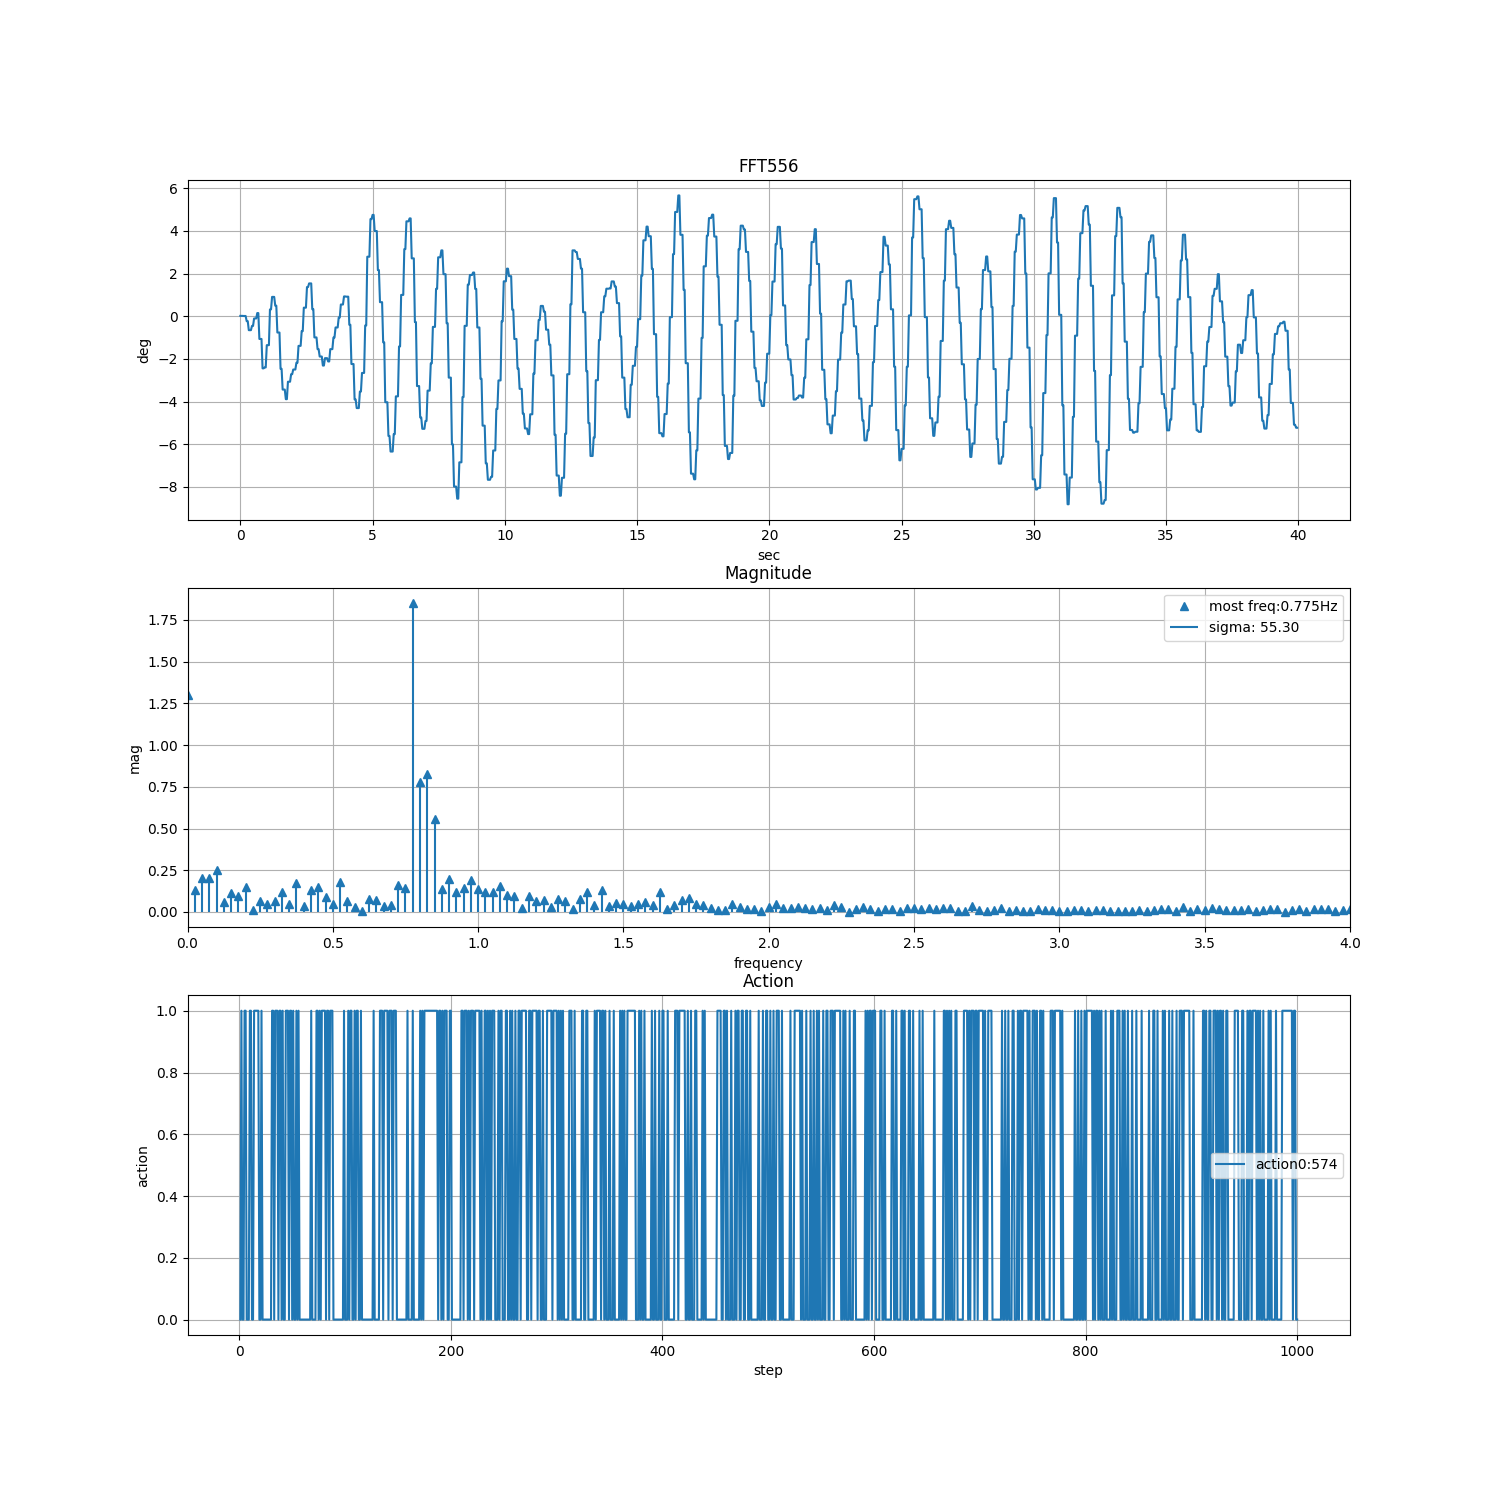 FFT556
6
4
2
0
−2
−4
−6
−8
deg
0 5 10 15 20 25 30 35 40
sec
Magnitude
most freq:0.775Hz
sigma: 55.30
1.75
1.50
1.25
1.00
0.75
0.50
0.25
0.00
mag
0.0 0.5 1.0 1.5 2.0 2.5 3.0 3.5 4.0
frequency
Action
1.0
0.8
0.6
0.4
0.2
0.0
action
action0:574
0 200 400 600 800 1000
step